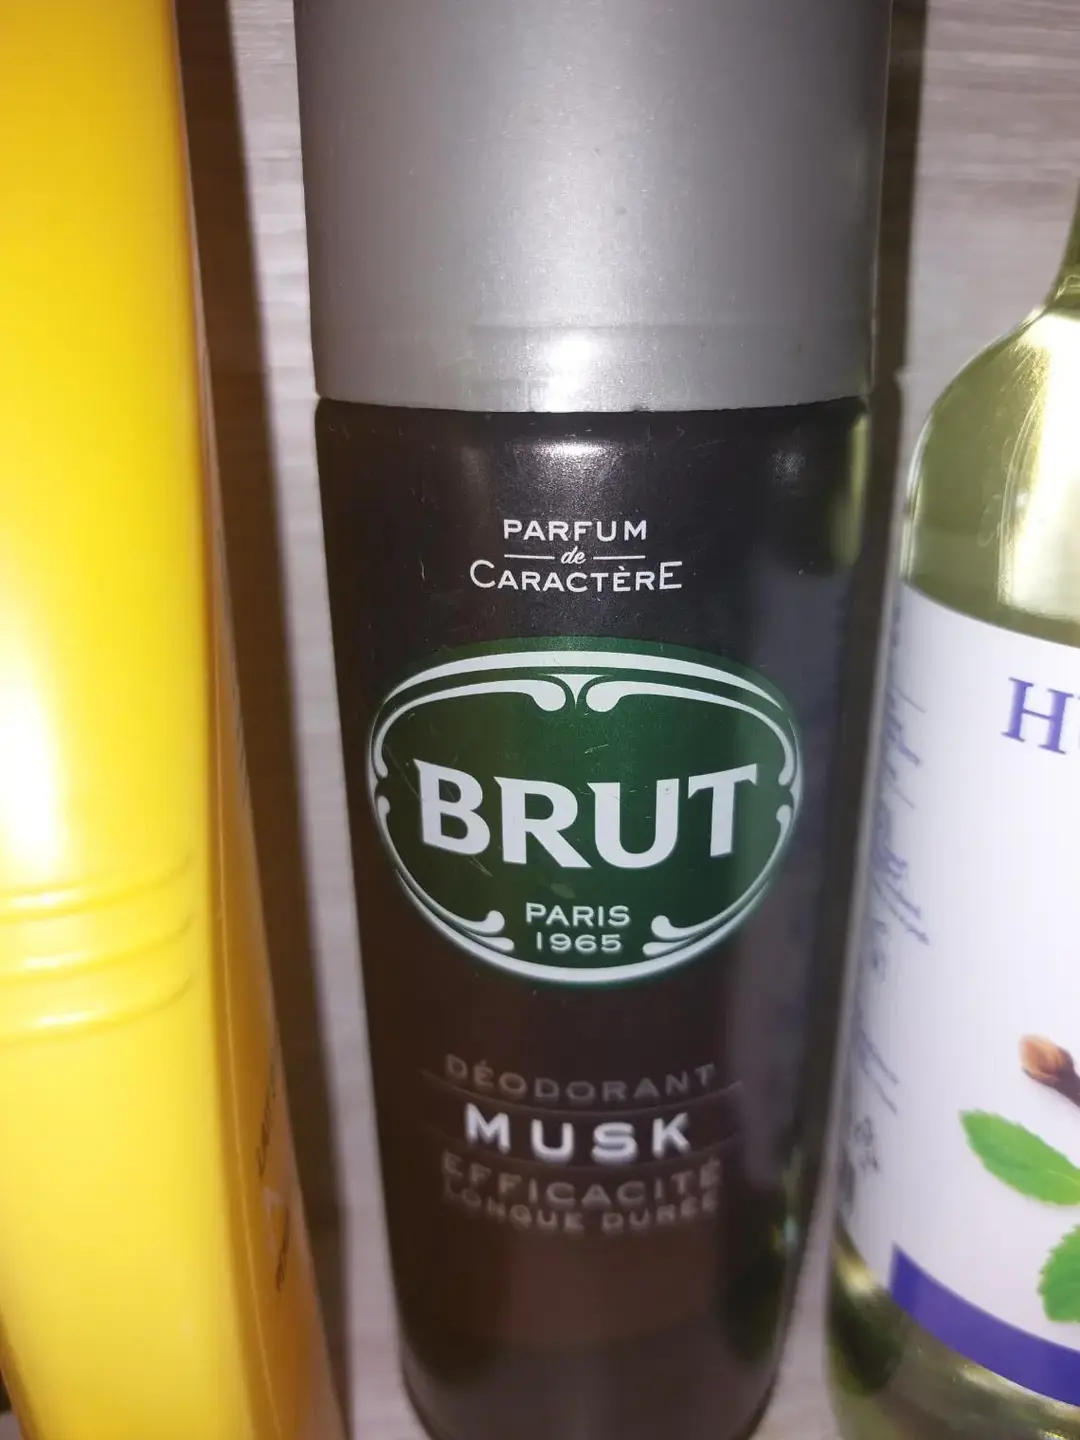 PARFUM
de
CARACTÈRE
BRUT
PARIS
1965
DÉODORANT
MUSK
EFFICACITÉ
LONGUE DURÉE